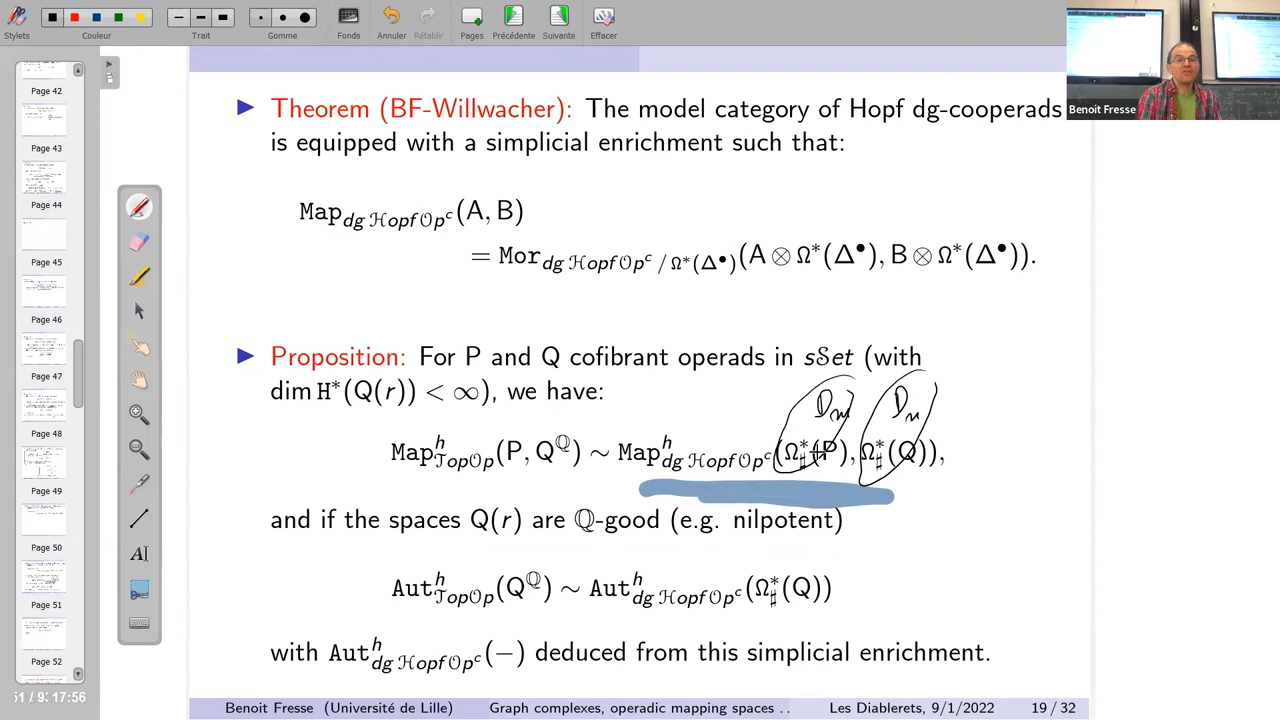 Stylets
Couleur
Trait
Gomme
Fonds
Annuler
Rétablir
Pages
Précédente
Suivante
Effacer
Page 42
Page 43
Page 44
Page 45
Page 46
Page 47
Page 48
Page 49
Page 50
Page 51
Page 52
17:56
Benoit Fresse
▶ Theorem (BF-Willwacher): The model category of Hopf dg-cooperads
is equipped with a simplicial enrichment such that:
Map_{dg ℋopf𝒪p^c}(A, B)
= Mor_{dg ℋopf𝒪p^c / Ω*(Δ^•)}(A ⊗ Ω*(Δ^•), B ⊗ Ω*(Δ^•)).
▶ Proposition: For P and Q cofibrant operads in sSet (with
dim H*(Q(r)) < ∞), we have:
D_m D_n
Map^h_{𝒯opOp}(P, Q^ℚ) ∼ Map^h_{dg ℋopf𝒪p^c}(Ω*_♯(P), Ω*_♯(Q)),
and if the spaces Q(r) are ℚ-good (e.g. nilpotent)
Aut^h_{𝒯opOp}(Q^ℚ) ∼ Aut^h_{dg ℋopf𝒪p^c}(Ω*_♯(Q))
with Aut^h_{dg ℋopf𝒪p^c}(−) deduced from this simplicial enrichment.
Benoit Fresse (Université de Lille) Graph complexes, operadic mapping spaces .. Les Diablerets, 9/1/2022 19 / 32